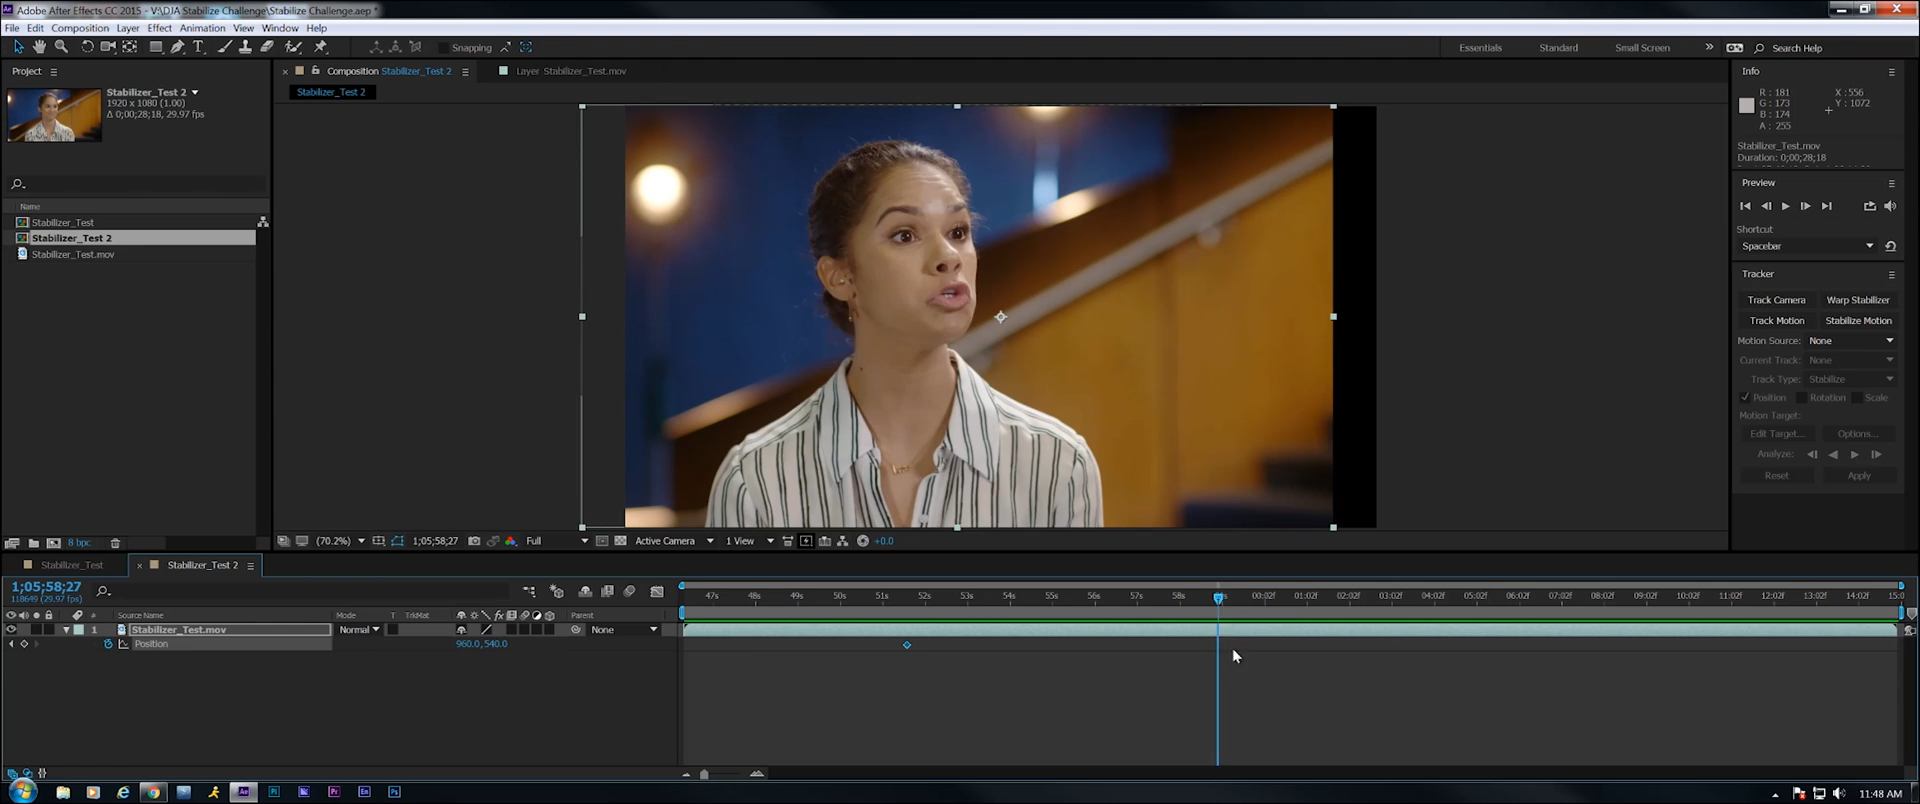 Adobe After Effects CC 2015 - V:\DJA Stabilize Challenge\Stabilize Challenge.aep *
File Edit Composition Layer Effect Animation View Window Help
Snapping
Essentials Standard Small Screen Search Help
Project
Stabilizer_Test 2
1920 x 1080 (1.00)
Δ 0;00;28;18, 29.97 fps
Name
Stabilizer_Test
Stabilizer_Test 2
Stabilizer_Test.mov
8 bpc
Composition Stabilizer_Test 2
Layer Stabilizer_Test.mov
Stabilizer_Test 2
(70.2%) 1;05;58;27 Full Active Camera 1 View +0.0
Info
R : 181 X : 556
G : 173 Y : 1072
B : 174
A : 255
Stabilizer_Test.mov
Duration: 0;00;28;18
Preview
Shortcut
Spacebar
Tracker
Track Camera Warp Stabilizer
Track Motion Stabilize Motion
Motion Source: None
Current Track: None
Track Type: Stabilize
Position Rotation Scale
Motion Target:
Edit Target... Options...
Analyze:
Reset Apply
Stabilizer_Test Stabilizer_Test 2
1;05;58;27
118649 (29.97 fps)
47s 48s 49s 50s 51s 52s 53s 54s 55s 56s 57s 58s 00:02f 01:02f 02:02f 03:02f 04:02f 05:02f 06:02f 07:02f 08:02f 09:02f 10:02f 11:02f 12:02f 13:02f 14:02f 15:0
# Source Name Mode T TrkMat Parent
1 Stabilizer_Test.mov Normal None
Position 960.0,540.0
11:48 AM